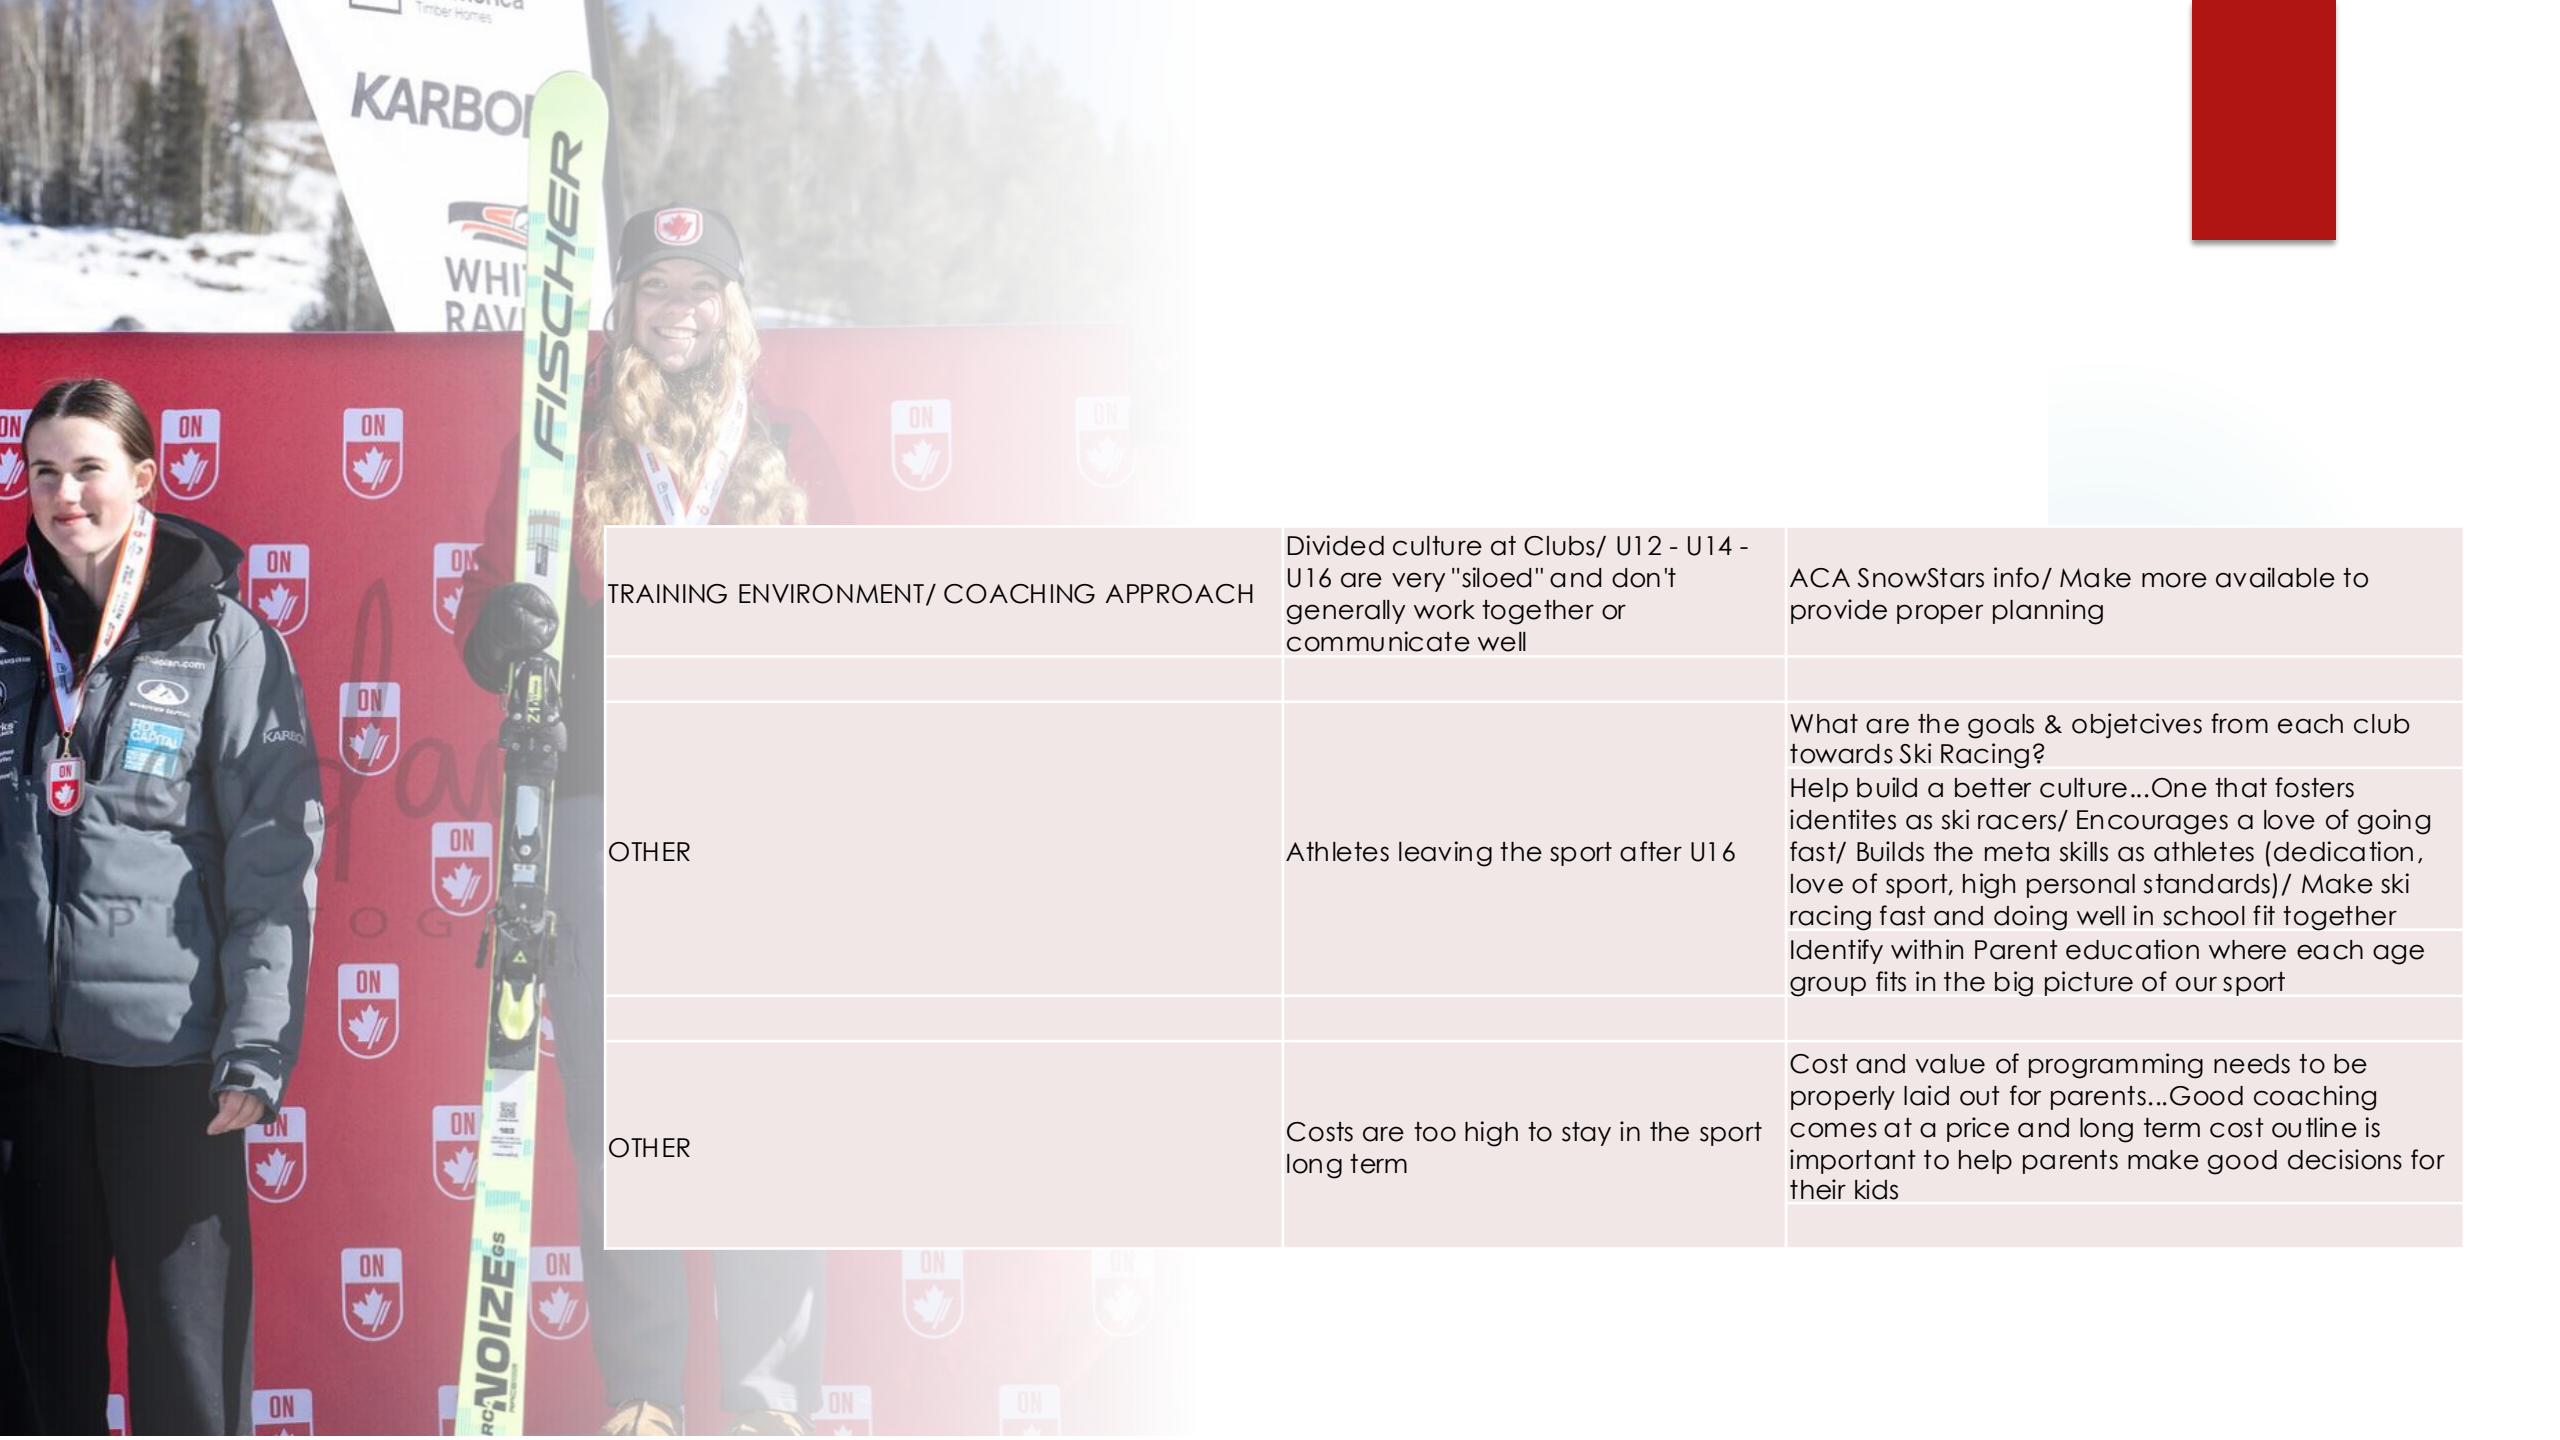 Timber Homes
KARBON
FISCHER
ON
TRAINING ENVIRONMENT/ COACHING APPROACH
Divided culture at Clubs/ U12 - U14 -
U16 are very "siloed" and don't
generally work together or
communicate well
ACA SnowStars info/ Make more available to
provide proper planning
OTHER
Athletes leaving the sport after U16
What are the goals & objetcives from each club
towards Ski Racing?
Help build a better culture...One that fosters
identites as ski racers/ Encourages a love of going
fast/ Builds the meta skills as athletes (dedication,
love of sport, high personal standards)/ Make ski
racing fast and doing well in school fit together
Identify within Parent education where each age
group fits in the big picture of our sport
OTHER
Costs are too high to stay in the sport
long term
Cost and value of programming needs to be
properly laid out for parents...Good coaching
comes at a price and long term cost outline is
important to help parents make good decisions for
their kids
NOIZE GS